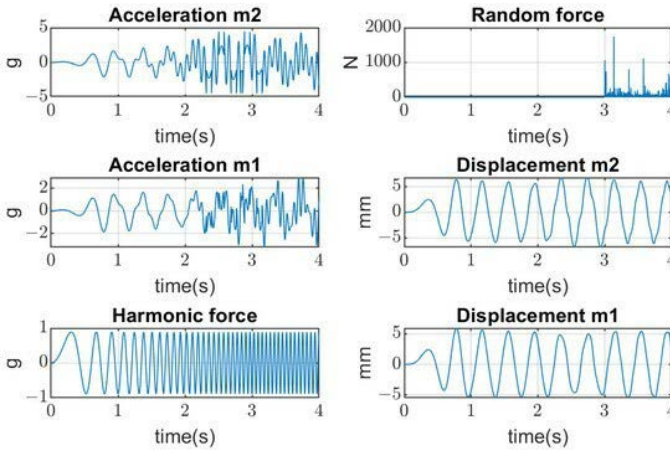 Acceleration m2
5
g
0
−5
0 1 2 3 4
time(s)
Random force
2000
N
1000
0
0 1 2 3 4
time(s)
Acceleration m1
2
g
0
−2
0 1 2 3 4
time(s)
Displacement m2
5
mm
0
−5
0 1 2 3 4
time(s)
Harmonic force
1
g
0
−1
0 1 2 3 4
time(s)
Displacement m1
5
mm
0
−5
0 1 2 3 4
time(s)